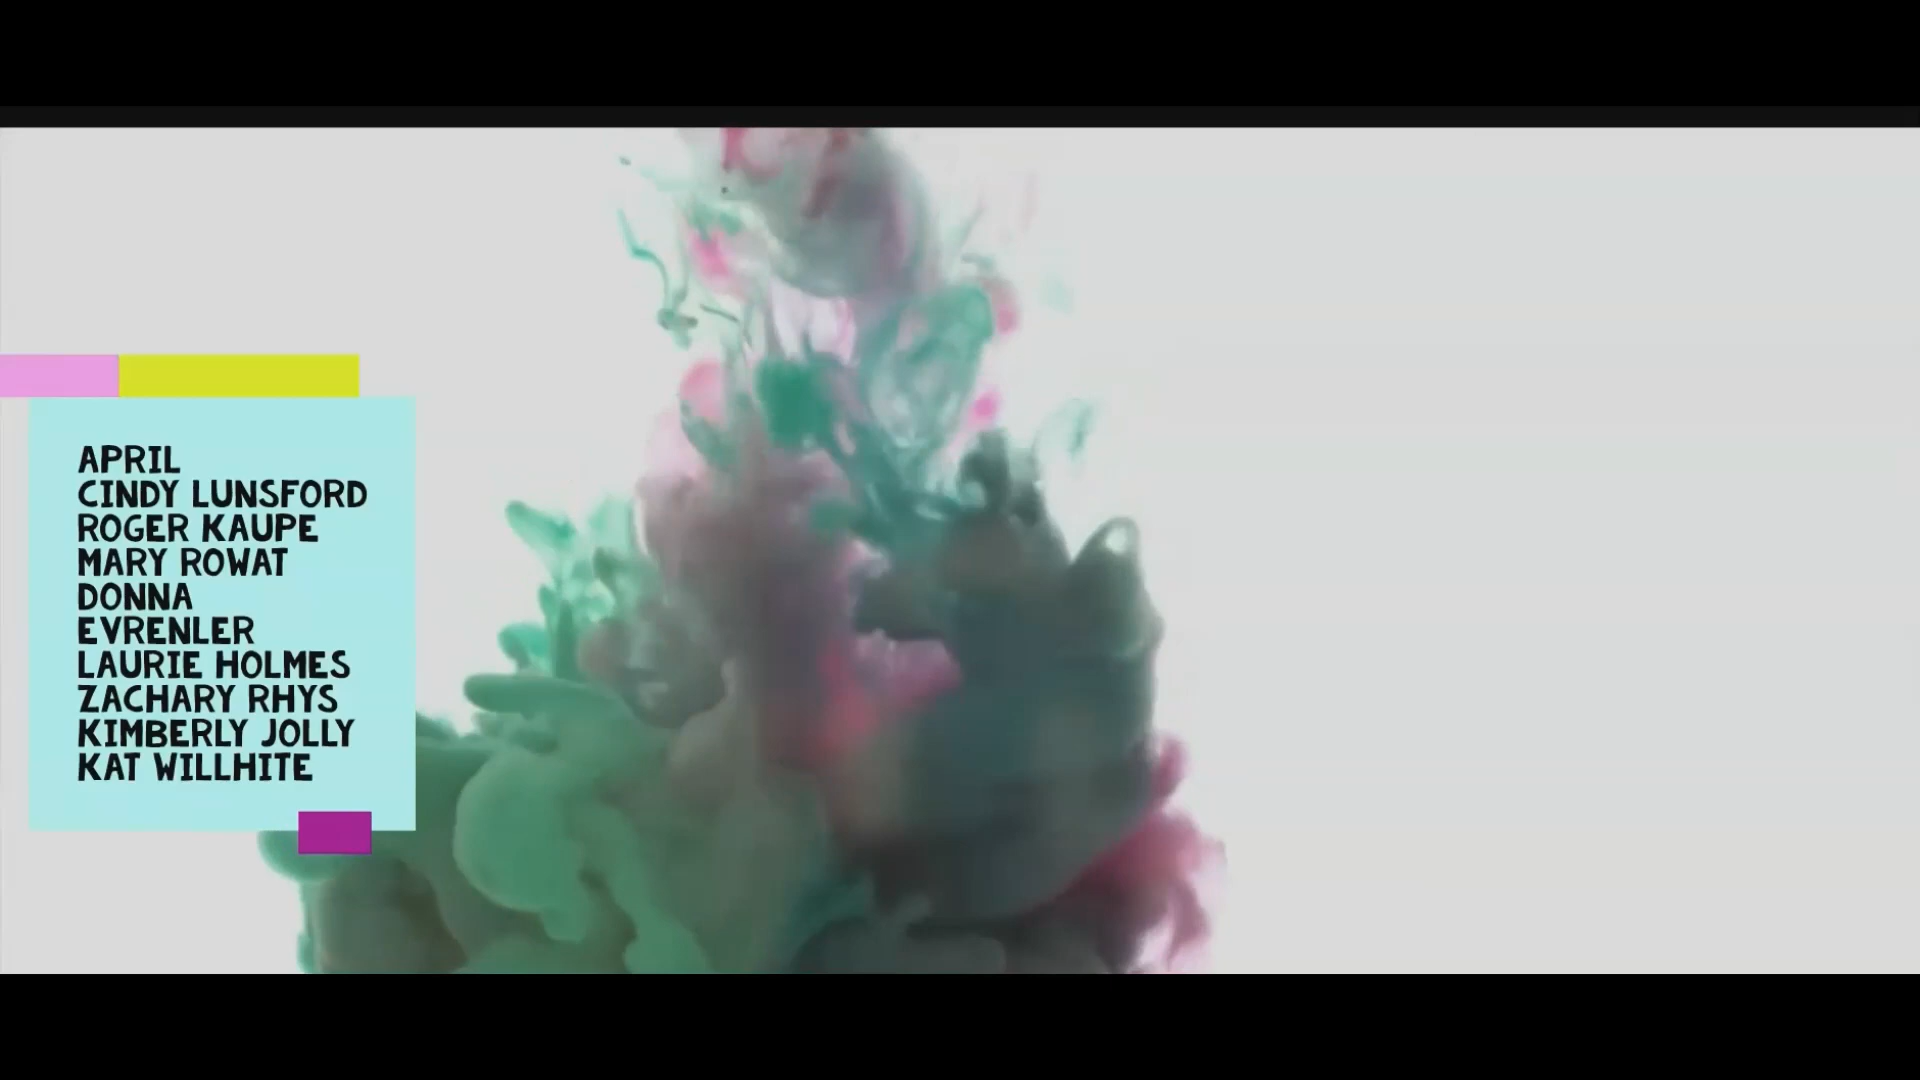 APRIL
CINDY LUNSFORD
ROGER KAUPE
MARY ROWAT
DONNA
EVRENLER
LAURIE HOLMES
ZACHARY RHYS
KIMBERLY JOLLY
KAT WILLHITE